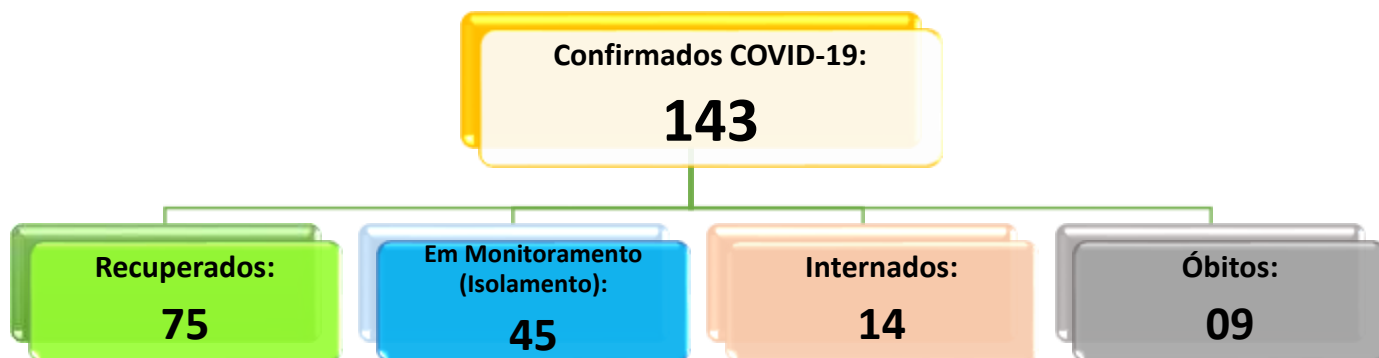 Confirmados COVID-19:
143
Recuperados:
75
Em Monitoramento
(Isolamento):
45
Internados:
14
Óbitos:
09